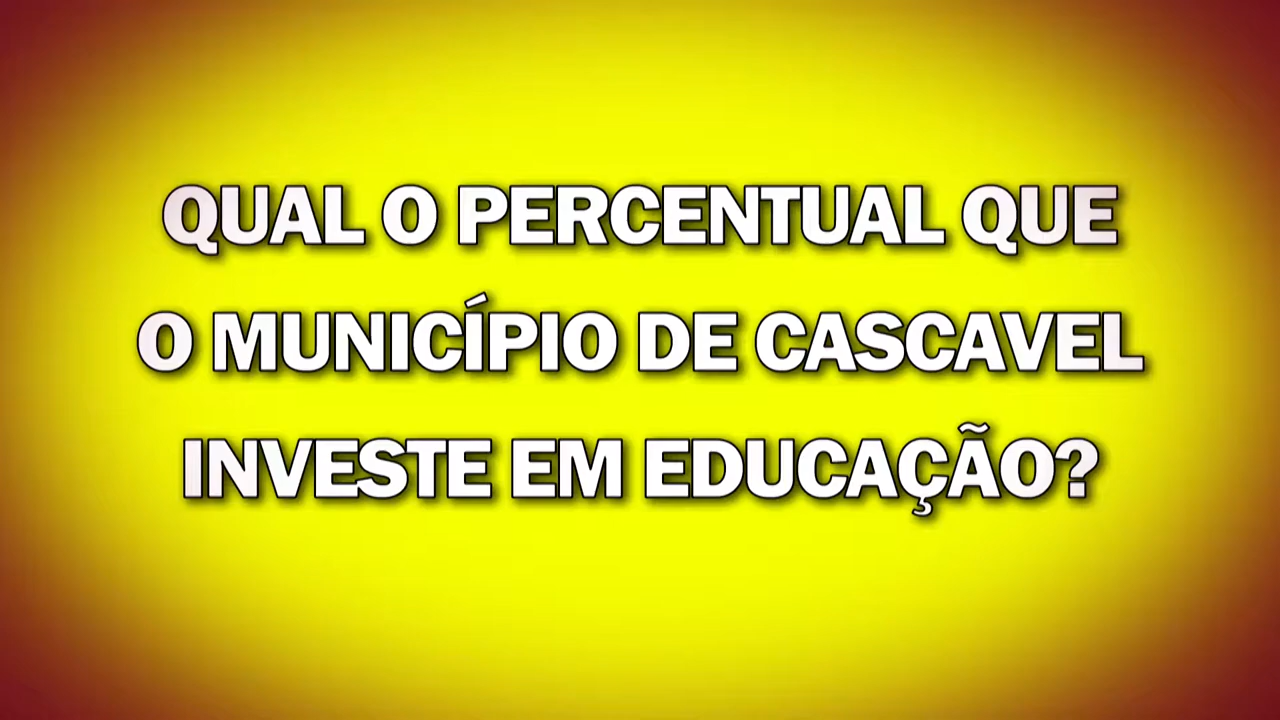 QUAL O PERCENTUAL QUE
O MUNICÍPIO DE CASCAVEL
INVESTE EM EDUCAÇÃO?